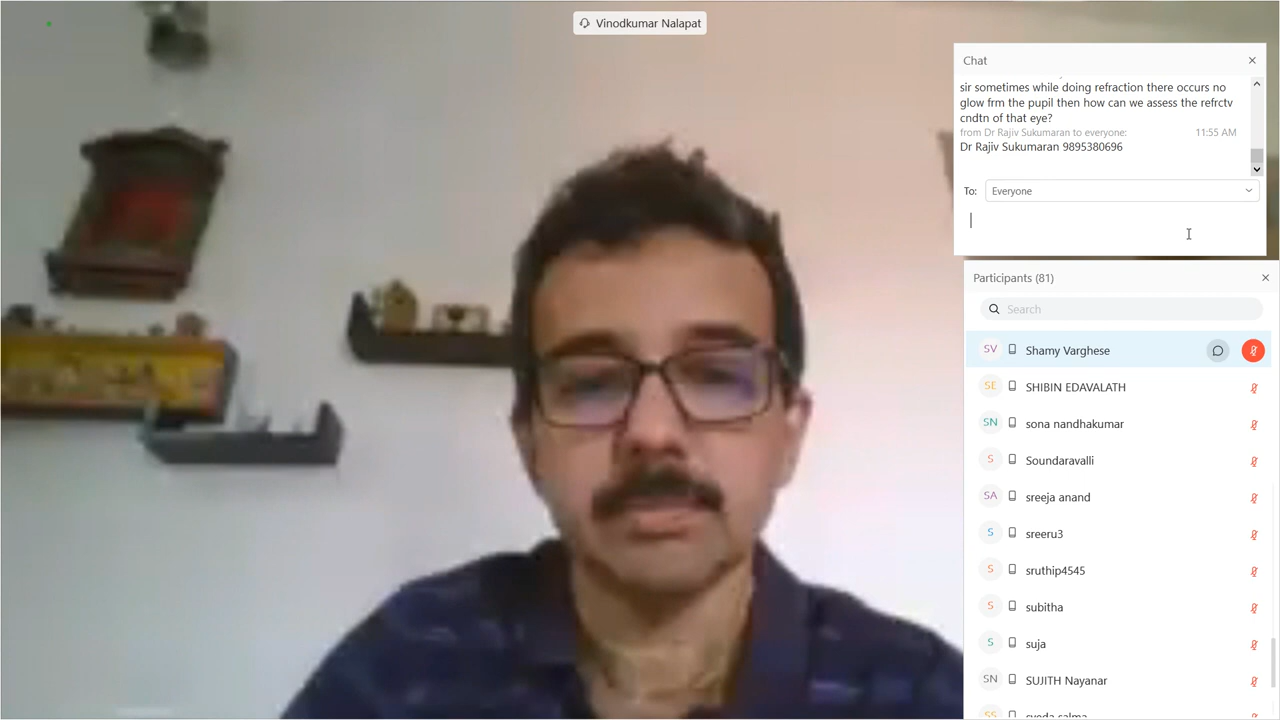 Vinodkumar Nalapat
Chat
sir sometimes while doing refraction there occurs no
glow frm the pupil then how can we assess the refrctv
cndtn of that eye?
from Dr Rajiv Sukumaran to everyone: 11:55 AM
Dr Rajiv Sukumaran 9895380696
To: Everyone
Participants (81)
Search
SV Shamy Varghese
SE SHIBIN EDAVALATH
SN sona nandhakumar
S Soundaravalli
SA sreeja anand
S sreeru3
S sruthip4545
S subitha
S suja
SN SUJITH Nayanar